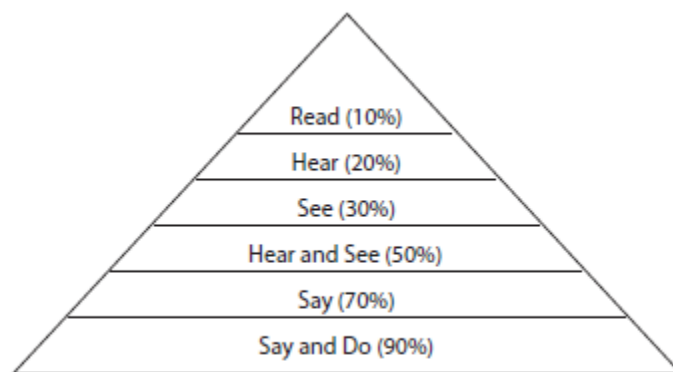 Read (10%)
Hear (20%)
See (30%)
Hear and See (50%)
Say (70%)
Say and Do (90%)